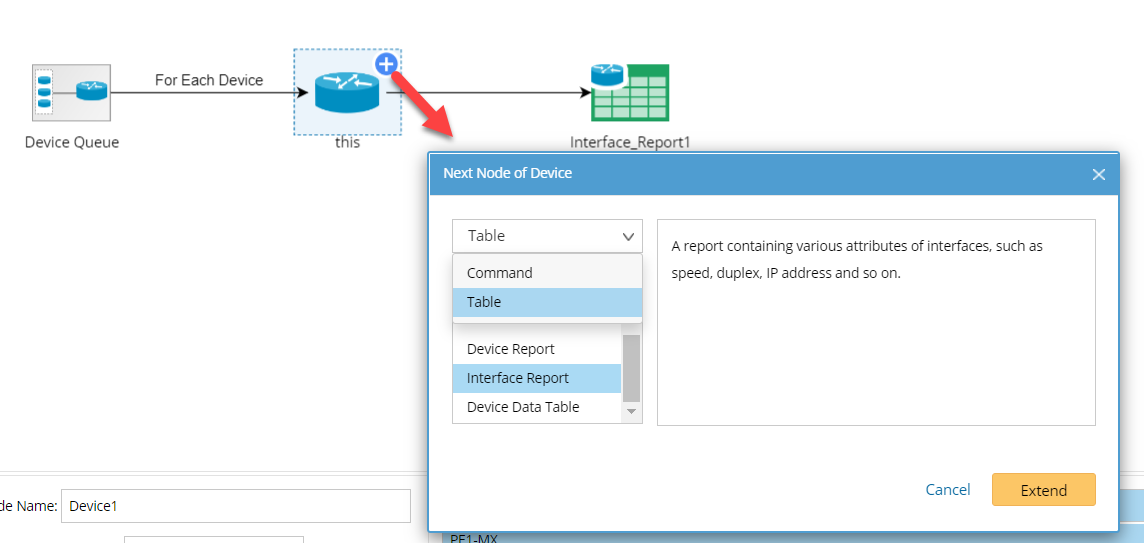 For Each Device
Device Queue
this
Interface_Report1
Next Node of Device
Table
Command
Table
Device Report
Interface Report
Device Data Table
A report containing various attributes of interfaces, such as
speed, duplex, IP address and so on.
Cancel
Extend
de Name:
Device1
PE1-MX